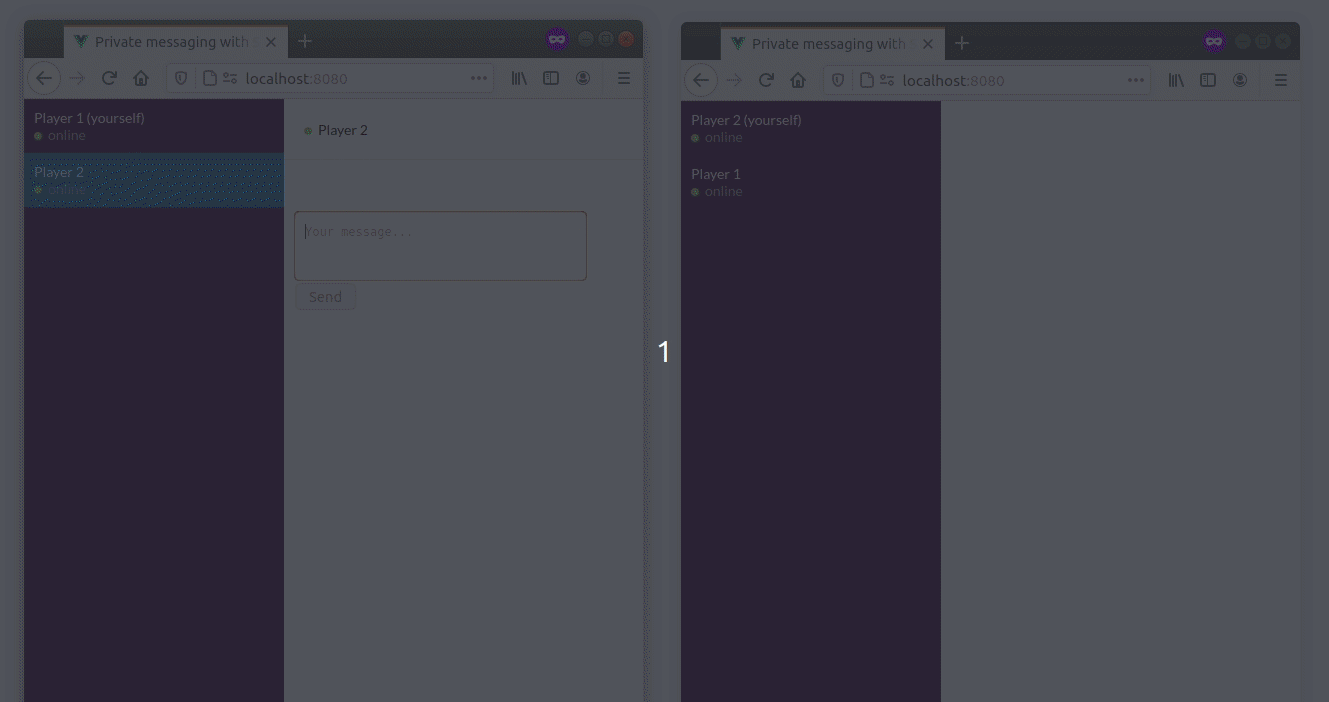 Private messaging with
localhost:8080
Player 1 (yourself)
online
Player 2
online
Player 2
Your message...
Send
1
Private messaging with
localhost:8080
Player 2 (yourself)
online
Player 1
online